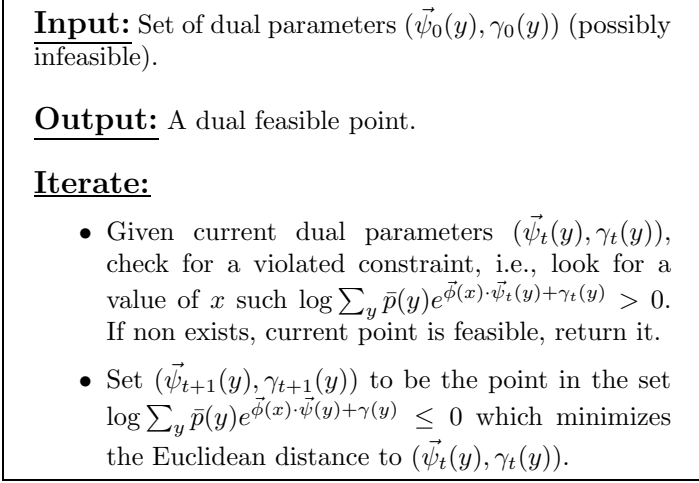 Input: Set of dual parameters (ψ⃗₀(y), γ₀(y)) (possibly
infeasible).
Output: A dual feasible point.
Iterate:
• Given current dual parameters (ψ⃗ₜ(y), γₜ(y)),
check for a violated constraint, i.e., look for a
value of x such log ∑_y p̄(y)e^{ϕ⃗(x)·ψ⃗ₜ(y)+γₜ(y)} > 0.
If non exists, current point is feasible, return it.
• Set (ψ⃗ₜ₊₁(y), γₜ₊₁(y)) to be the point in the set
log ∑_y p̄(y)e^{ϕ⃗(x)·ψ⃗(y)+γ(y)} ≤ 0 which minimizes
the Euclidean distance to (ψ⃗ₜ(y), γₜ(y)).